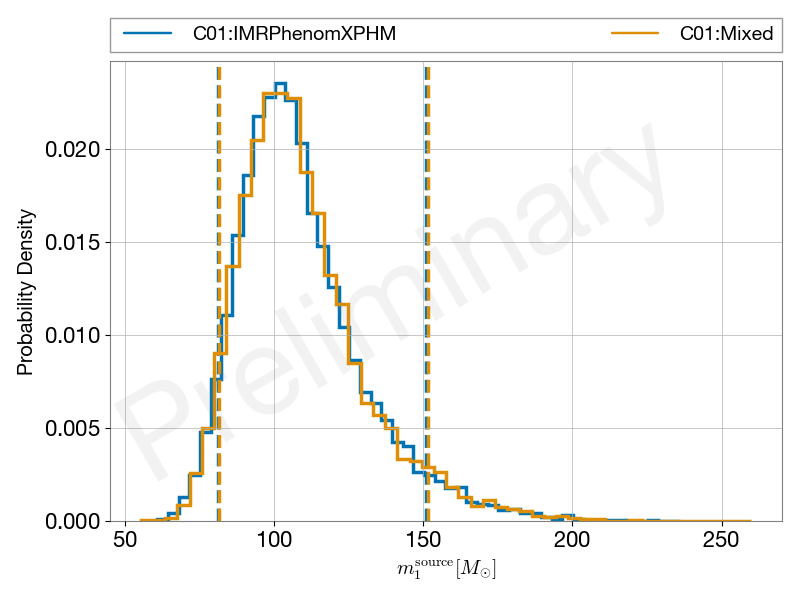 C01:IMRPhenomXPHM C01:Mixed
Preliminary
Probability Density
0.020
0.015
0.010
0.005
0.000
50 100 150 200 250
m₁^source [M⊙]